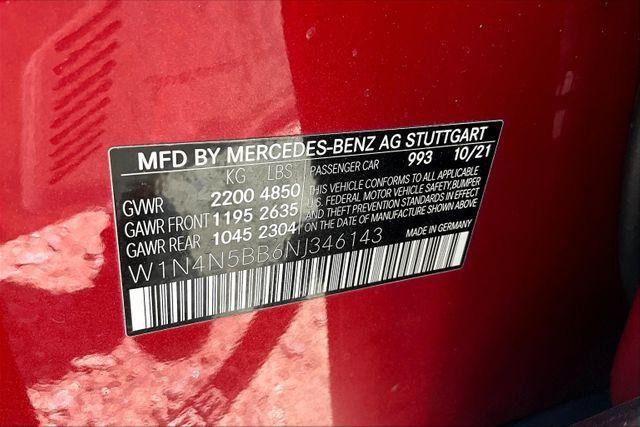 MFD BY MERCEDES-BENZ AG STUTTGART
KG LBS PASSENGER CAR 993 10/21
GVWR 2200 4850
GAWR FRONT 1195 2635
GAWR REAR 1045 2304
THIS VEHICLE CONFORMS TO ALL APPLICABLE
U.S. FEDERAL MOTOR VEHICLE SAFETY, BUMPER
AND THEFT PREVENTION STANDARDS IN EFFECT
ON THE DATE OF MANUFACTURE SHOWN ABOVE.
W1N4N5BB6NJ346143
MADE IN GERMANY